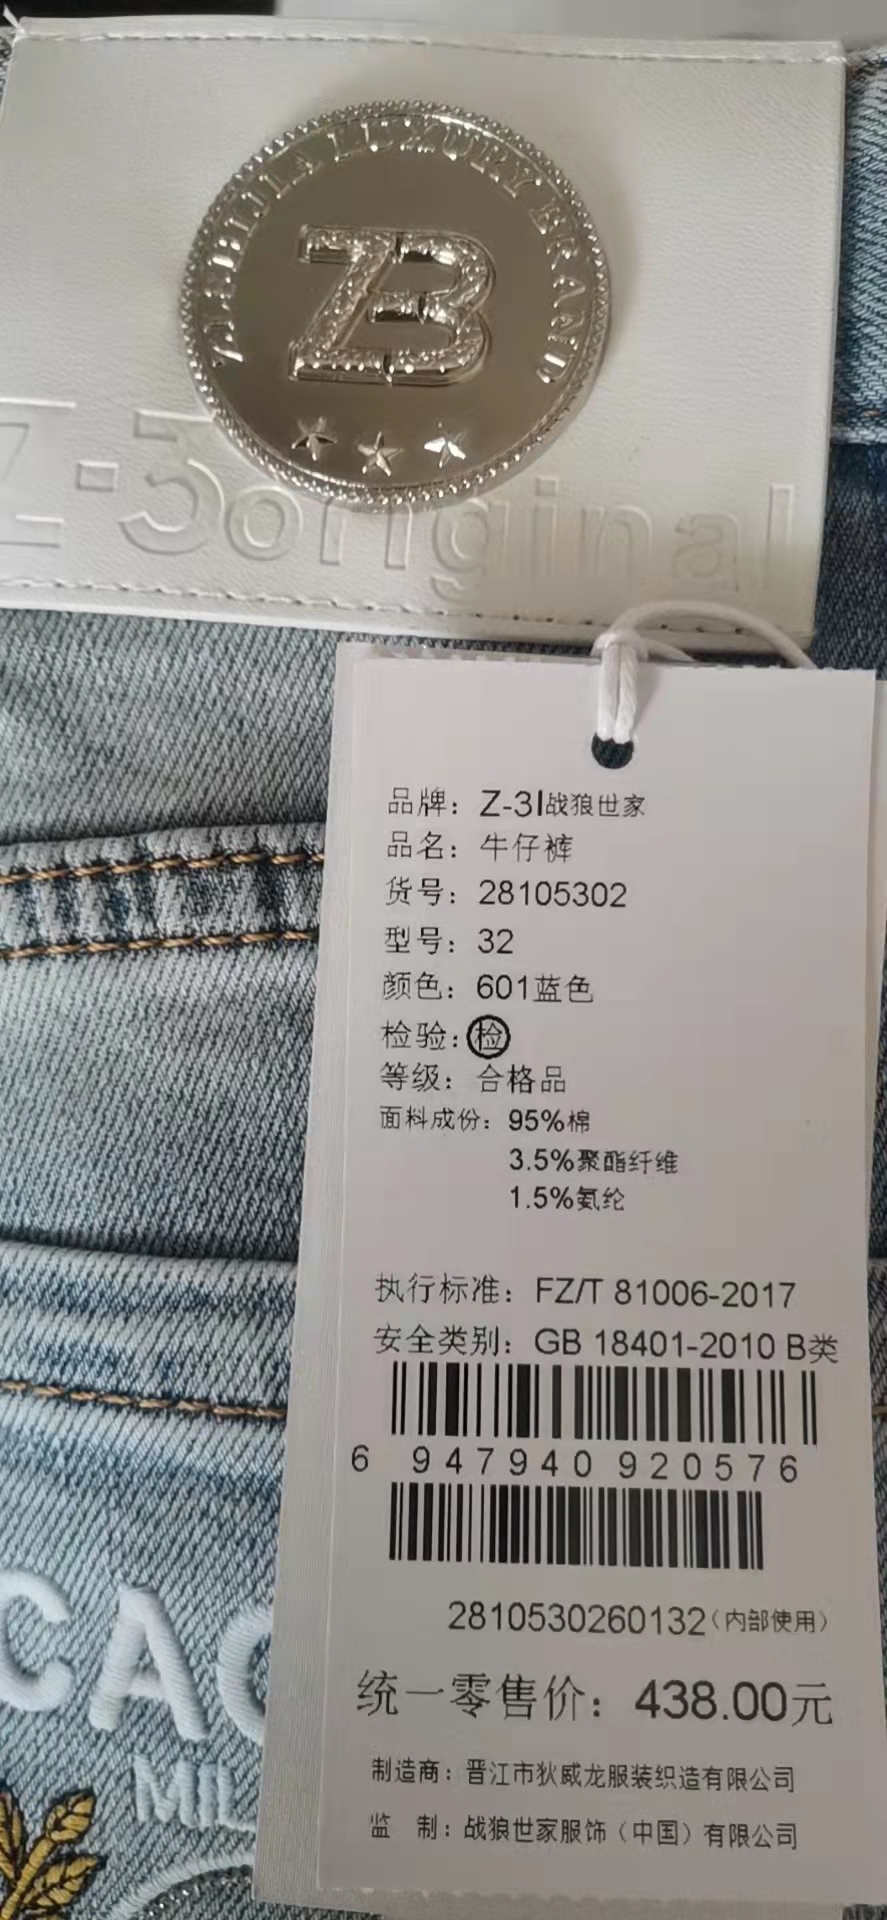 LUXURY BRAND
ZB
Z-3original
品牌：Z-3I战狼世家
品名：牛仔裤
货号：28105302
型号：32
颜色：601蓝色
检验：检
等级：合格品
面料成份：95%棉
3.5%聚酯纤维
1.5%氨纶
执行标准：FZ/T 81006-2017
安全类别：GB 18401-2010 B类
6 947940 920576
2810530260132（内部使用）
统一零售价：438.00元
制造商：晋江市狄威龙服装织造有限公司
监 制：战狼世家服饰（中国）有限公司
CAC
MIL